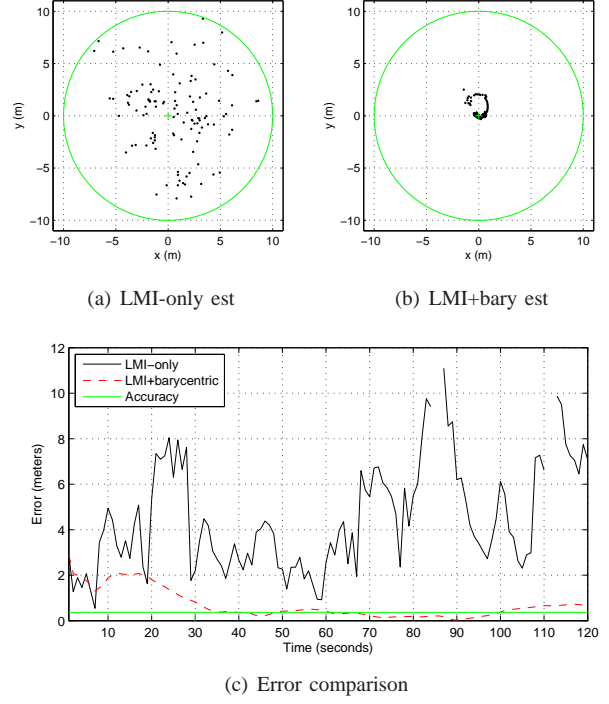 10
5
0
−5
−10
y (m)
−10 −5 0 5 10
x (m)
(a) LMI-only est
10
5
0
−5
−10
y (m)
−10 −5 0 5 10
x (m)
(b) LMI+bary est
12
10
8
6
4
2
0
Error (meters)
LMI−only
LMI+barycentric
Accuracy
10 20 30 40 50 60 70 80 90 100 110 120
Time (seconds)
(c) Error comparison